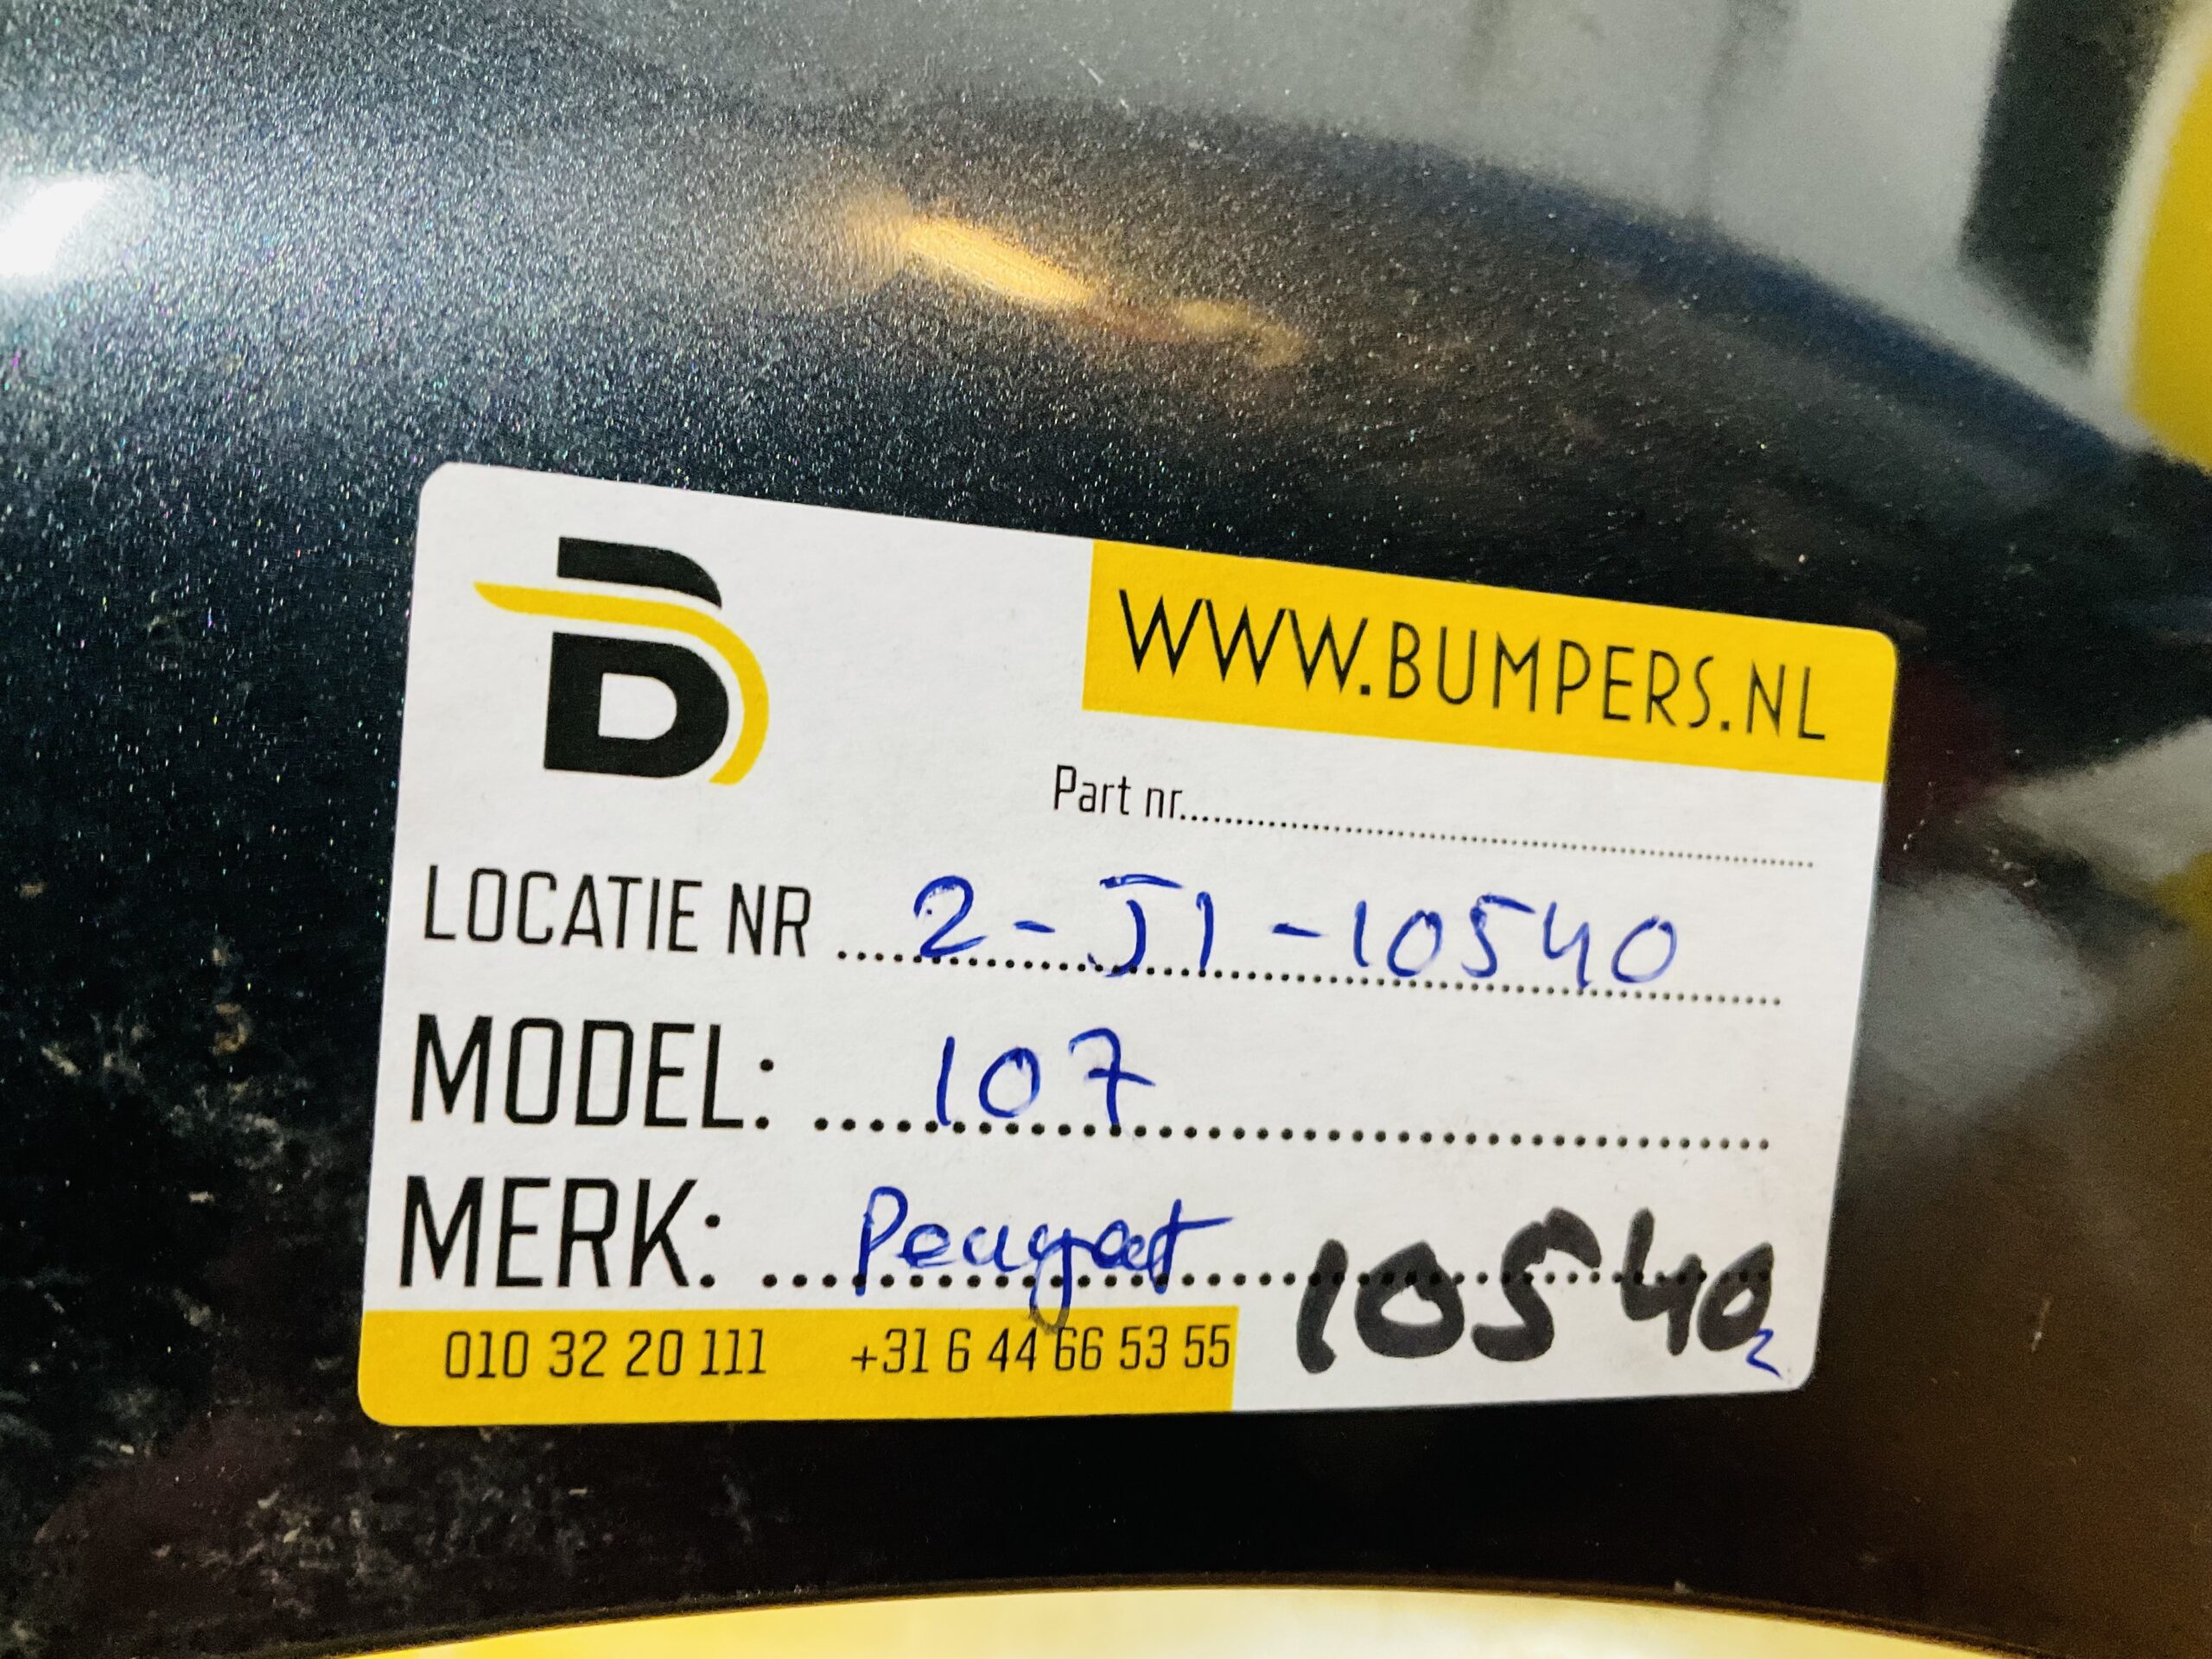 B
WWW.BUMPERS.NL
Part nr........................................
LOCATIE NR ....2-J1-10540
MODEL: ....107
MERK: ....Peugeot
10540
2
010 32 20 111 +31 6 44 66 53 55